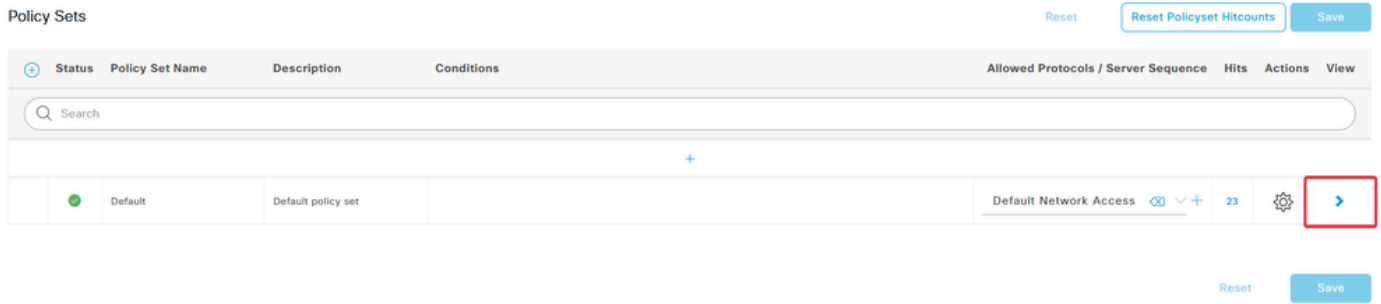 Policy Sets
Reset Reset Policyset Hitcounts Save
Status Policy Set Name Description Conditions Allowed Protocols / Server Sequence Hits Actions View
Search
+
Default Default policy set Default Network Access + 23
Reset Save